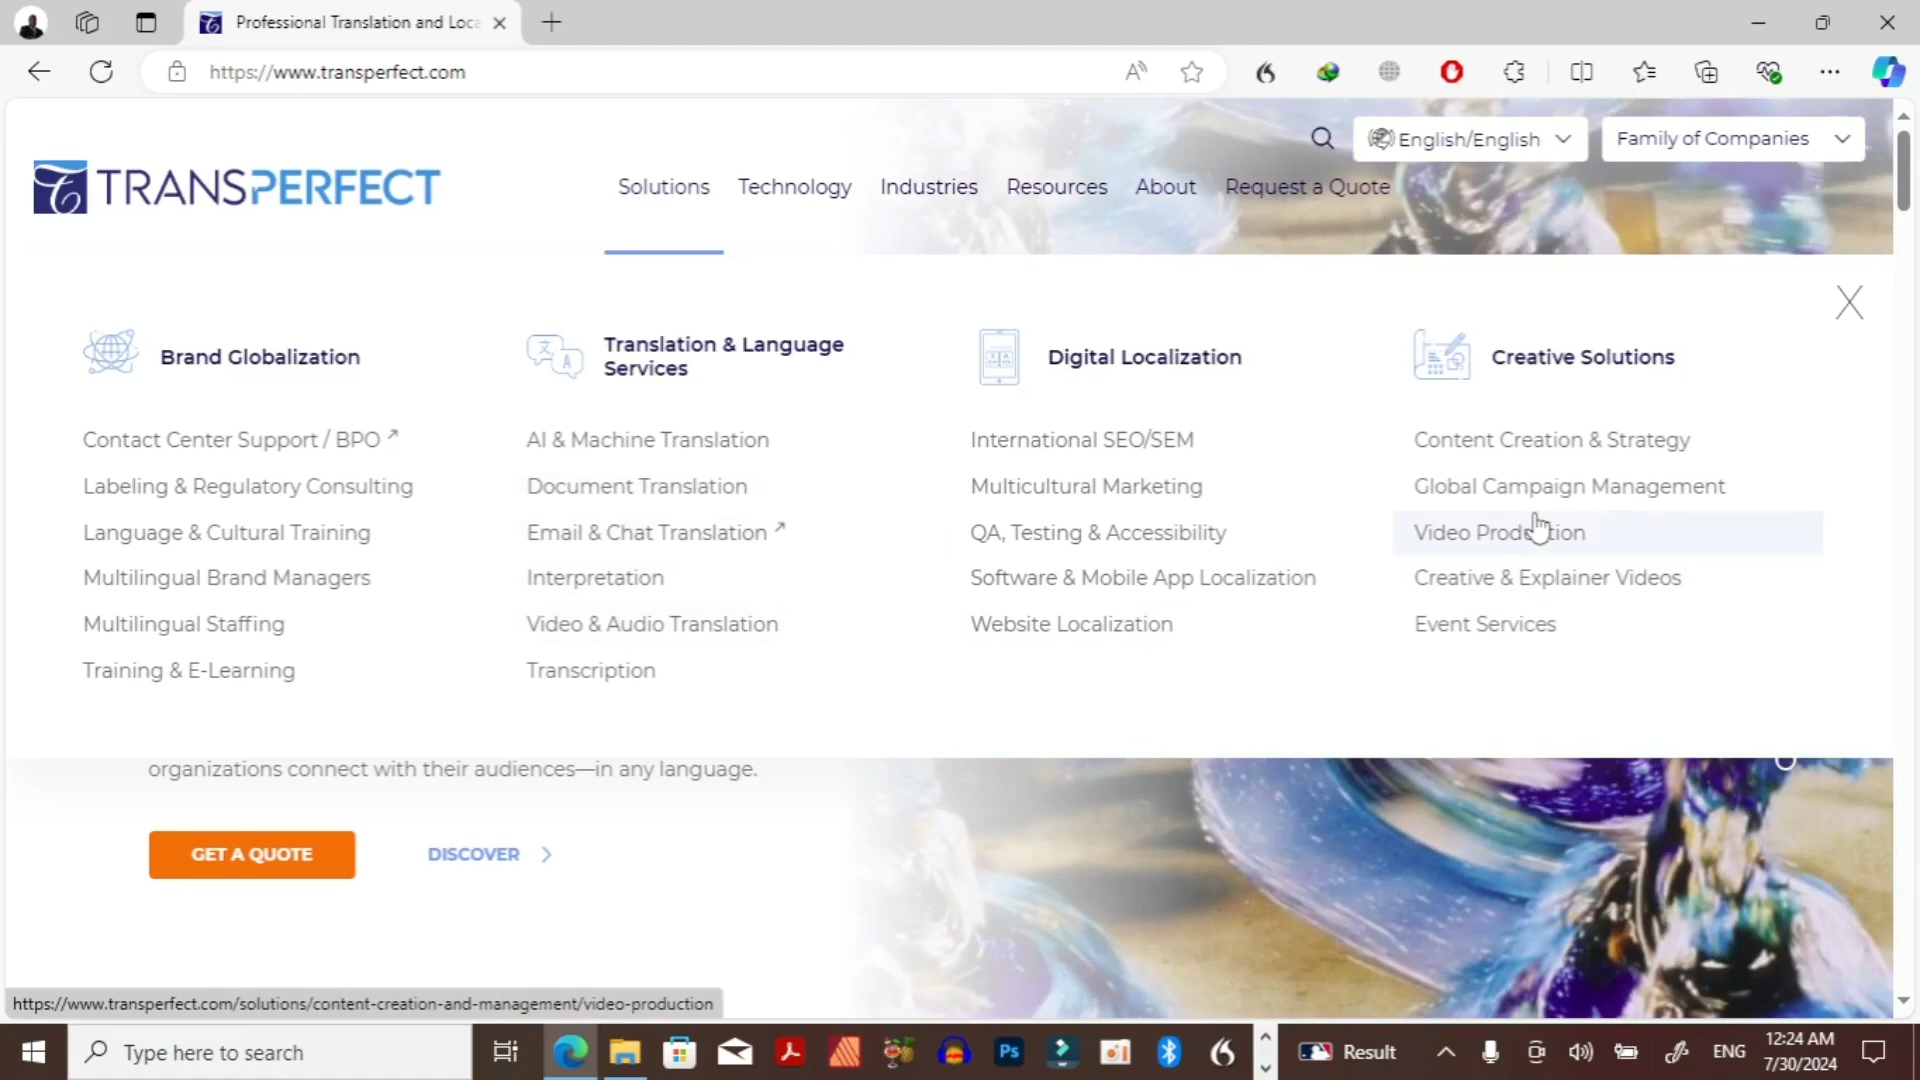 Professional Translation and Loca
https://www.transperfect.com
English/English
Family of Companies
TRANSPERFECT
Solutions
Technology
Industries
Resources
About
Request a Quote
Brand Globalization
Contact Center Support / BPO
Labeling & Regulatory Consulting
Language & Cultural Training
Multilingual Brand Managers
Multilingual Staffing
Training & E-Learning
Translation & Language
Services
AI & Machine Translation
Document Translation
Email & Chat Translation
Interpretation
Video & Audio Translation
Transcription
Digital Localization
International SEO/SEM
Multicultural Marketing
QA, Testing & Accessibility
Software & Mobile App Localization
Website Localization
Creative Solutions
Content Creation & Strategy
Global Campaign Management
Video Production
Creative & Explainer Videos
Event Services
organizations connect with their audiences—in any language.
GET A QUOTE
DISCOVER
https://www.transperfect.com/solutions/content-creation-and-management/video-production
Type here to search
Ps
Result
ENG
12:24 AM
7/30/2024